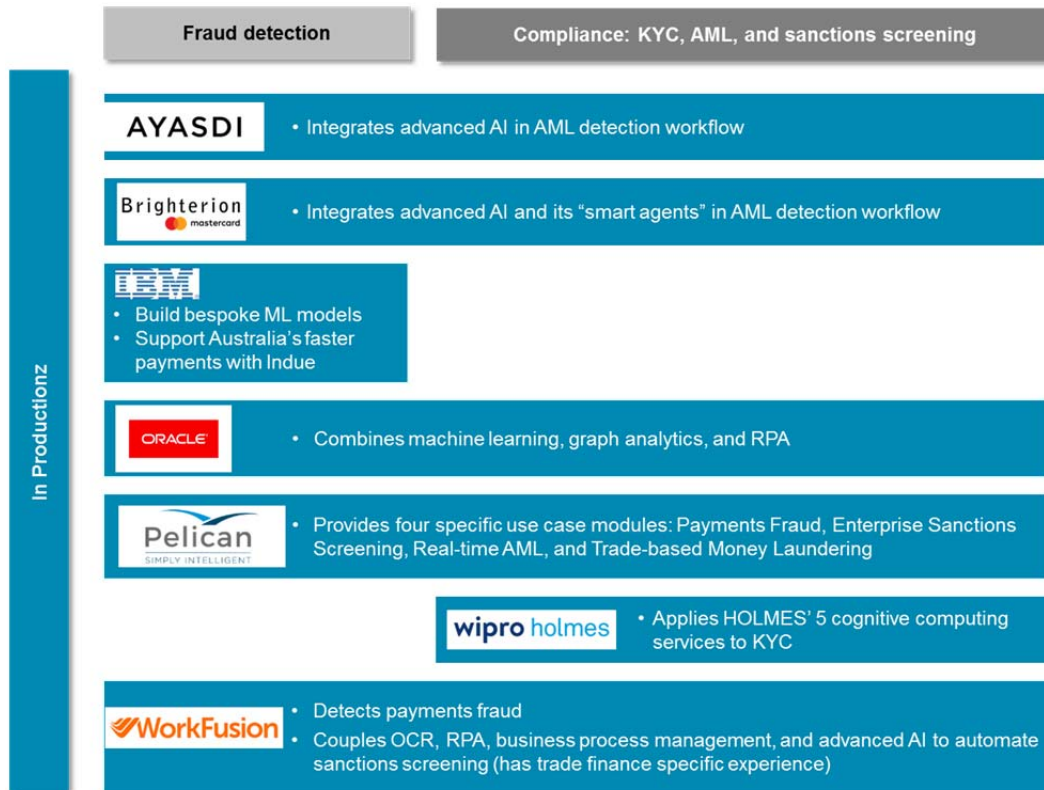 Fraud detection
Compliance: KYC, AML, and sanctions screening
In Productionz
AYASDI
• Integrates advanced AI in AML detection workflow
Brighterion
mastercard
• Integrates advanced AI and its “smart agents” in AML detection workflow
IBM
• Build bespoke ML models
• Support Australia’s faster
payments with Indue
ORACLE
• Combines machine learning, graph analytics, and RPA
Pelican
SIMPLY INTELLIGENT
• Provides four specific use case modules: Payments Fraud, Enterprise Sanctions
Screening, Real-time AML, and Trade-based Money Laundering
wipro holmes
• Applies HOLMES’ 5 cognitive computing
services to KYC
WorkFusion
• Detects payments fraud
• Couples OCR, RPA, business process management, and advanced AI to automate
sanctions screening (has trade finance specific experience)